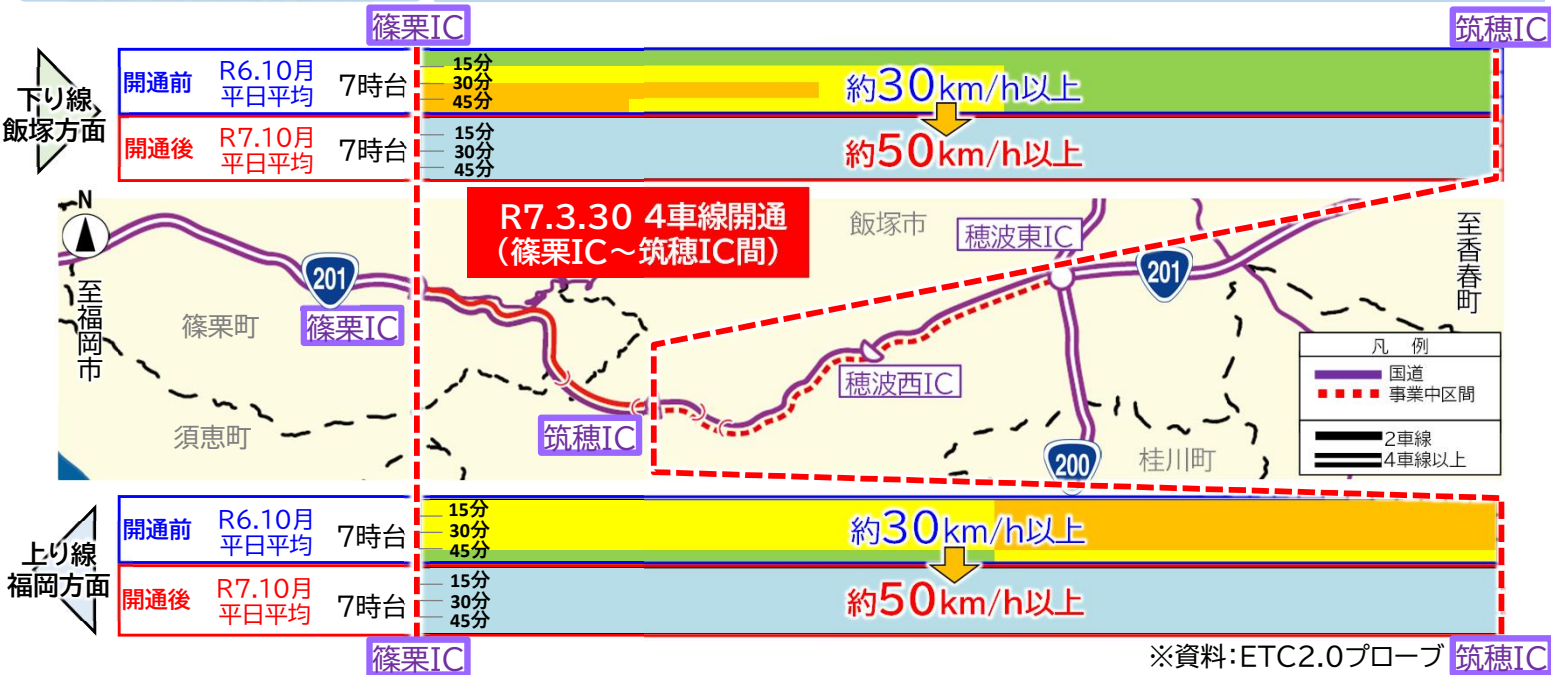 篠栗IC
筑穂IC
下り線
飯塚方面
開通前
R6.10月
平日平均
7時台
15分
30分
45分
約30km/h以上
開通後
R7.10月
平日平均
7時台
15分
30分
45分
約50km/h以上
R7.3.30 4車線開通
（篠栗IC～筑穂IC間）
N
至福岡市
篠栗町
201
篠栗IC
須恵町
筑穂IC
飯塚市
穂波東IC
201
穂波西IC
200
桂川町
至香春町
凡 例
国道
事業中区間
2車線
4車線以上
上り線
福岡方面
開通前
R6.10月
平日平均
7時台
15分
30分
45分
約30km/h以上
開通後
R7.10月
平日平均
7時台
15分
30分
45分
約50km/h以上
篠栗IC
※資料：ETC2.0プローブ
筑穂IC